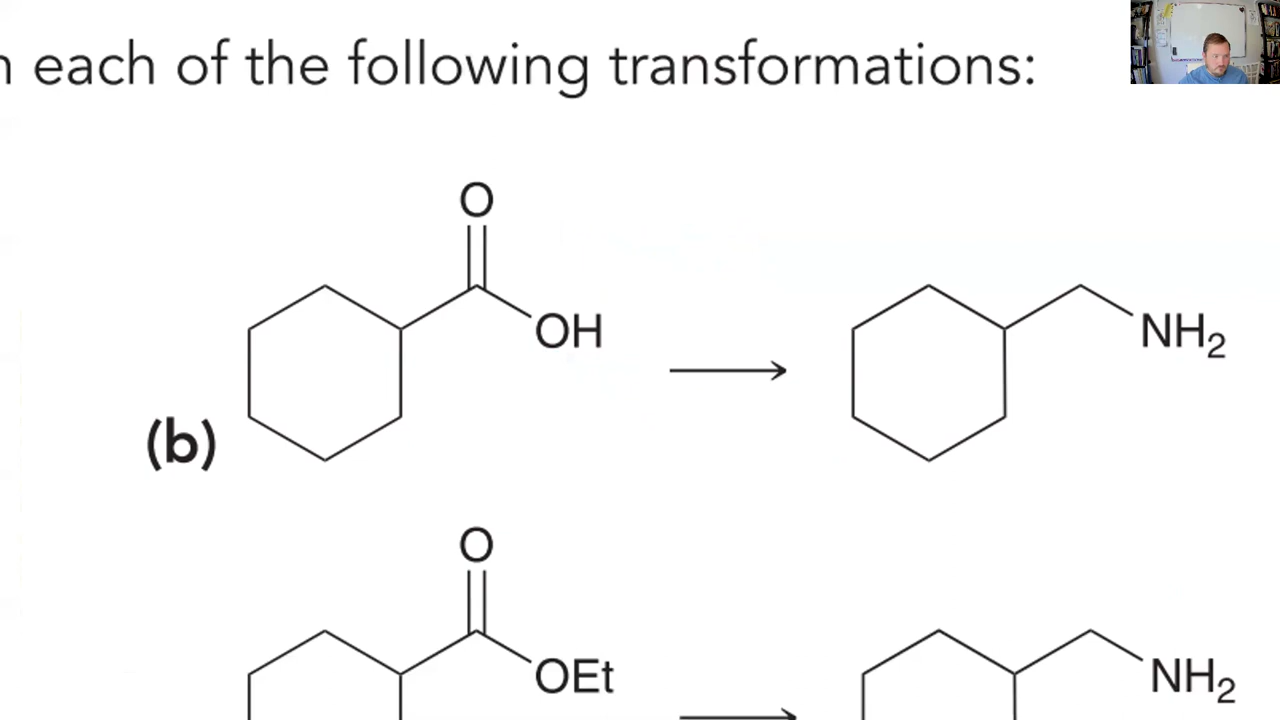 each of the following transformations:
O
OH
NH2
(b)
O
OEt
NH2